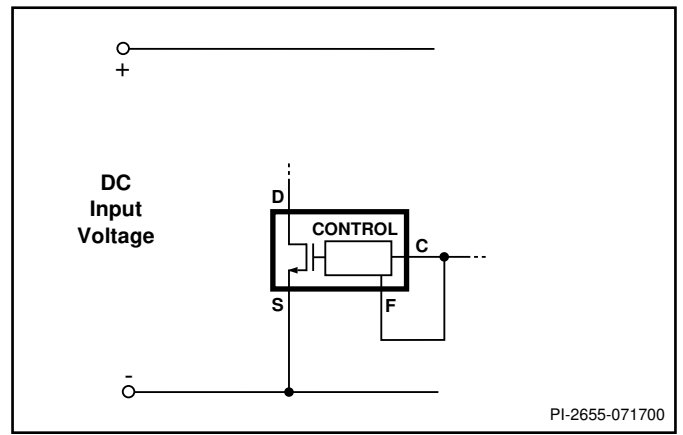 +
DC
Input
Voltage
D
CONTROL
C
S
F
-
PI-2655-071700